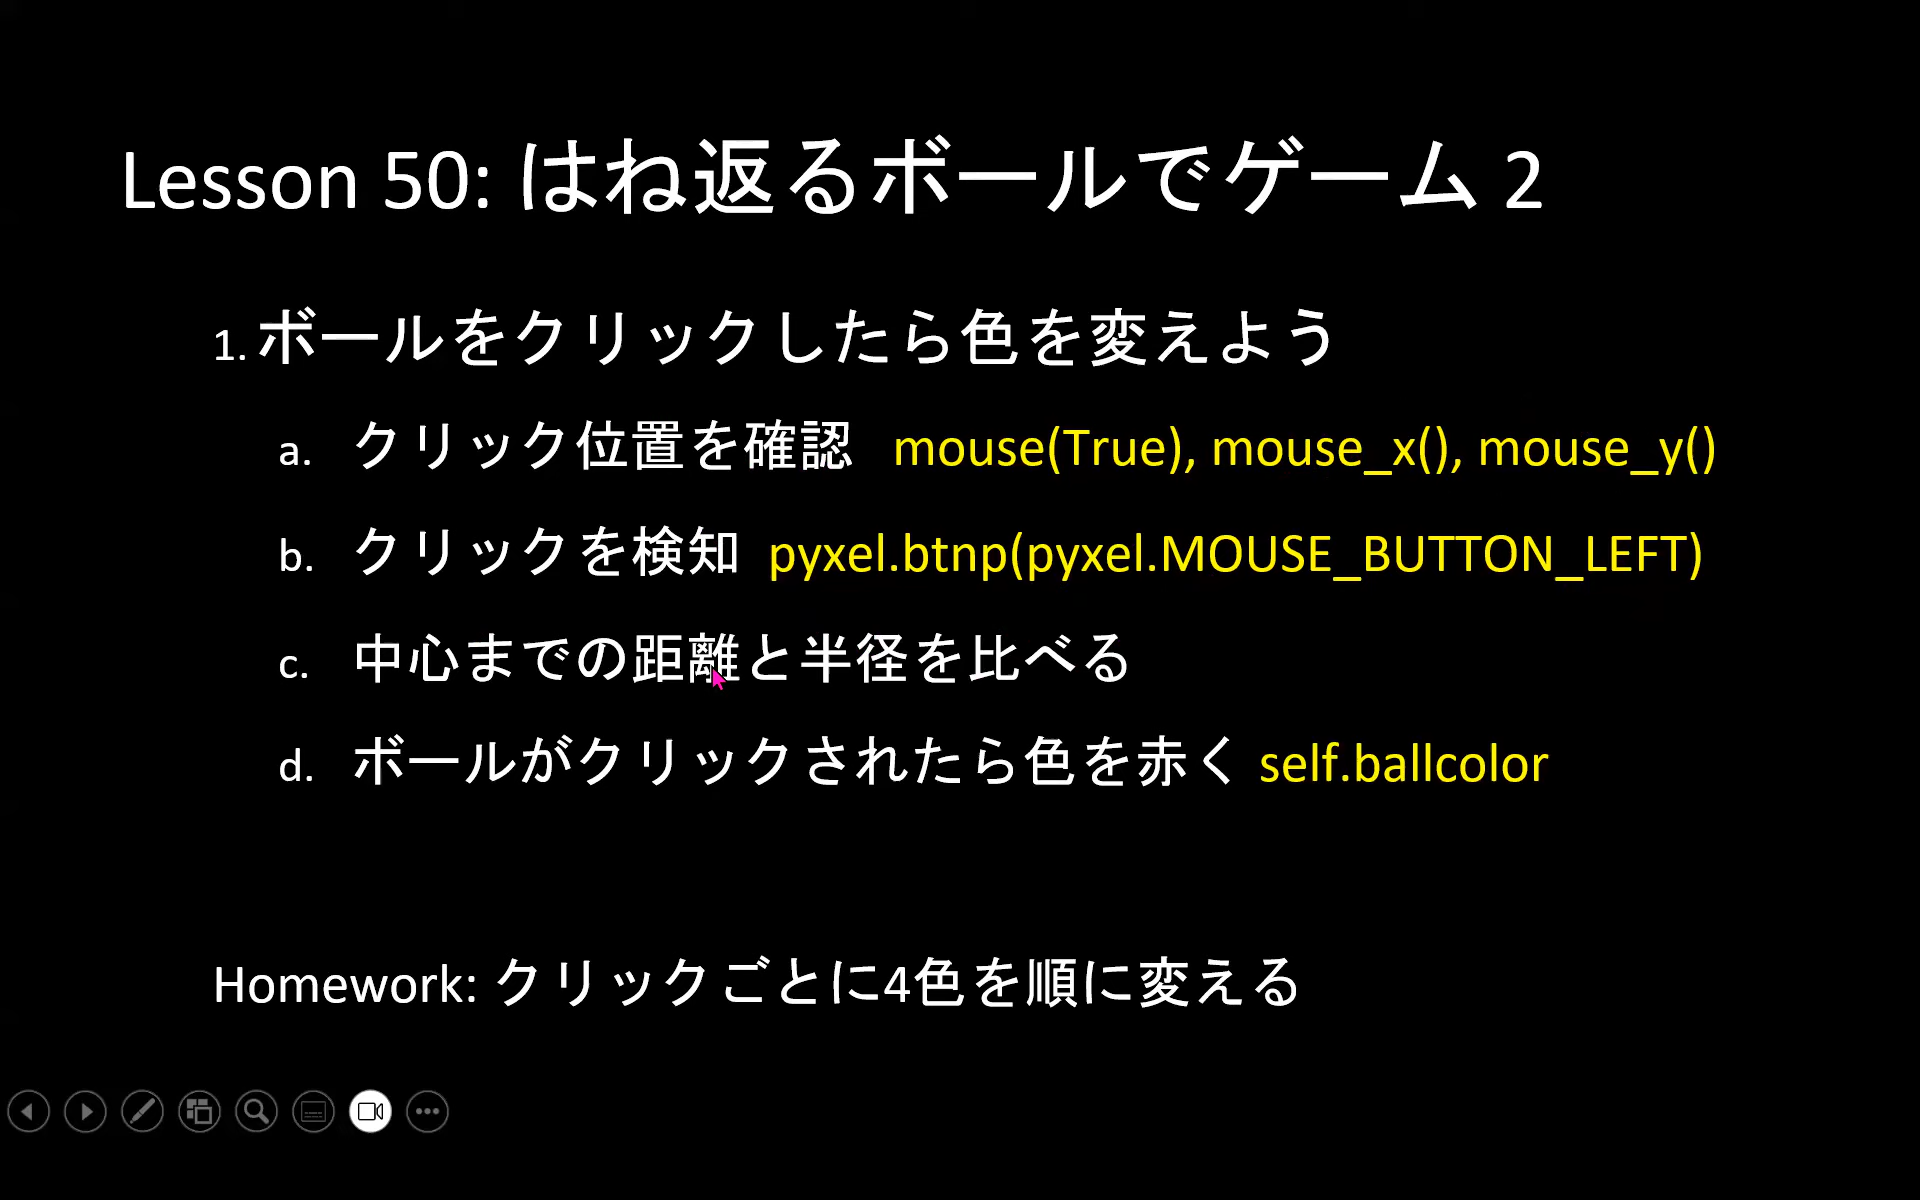 Lesson 50: はね返るボールでゲーム 2
1. ボールをクリックしたら色を変えよう
a. クリック位置を確認 mouse(True), mouse_x(), mouse_y()
b. クリックを検知 pyxel.btnp(pyxel.MOUSE_BUTTON_LEFT)
c. 中心までの距離と半径を比べる
d. ボールがクリックされたら色を赤く self.ballcolor
Homework: クリックごとに4色を順に変える